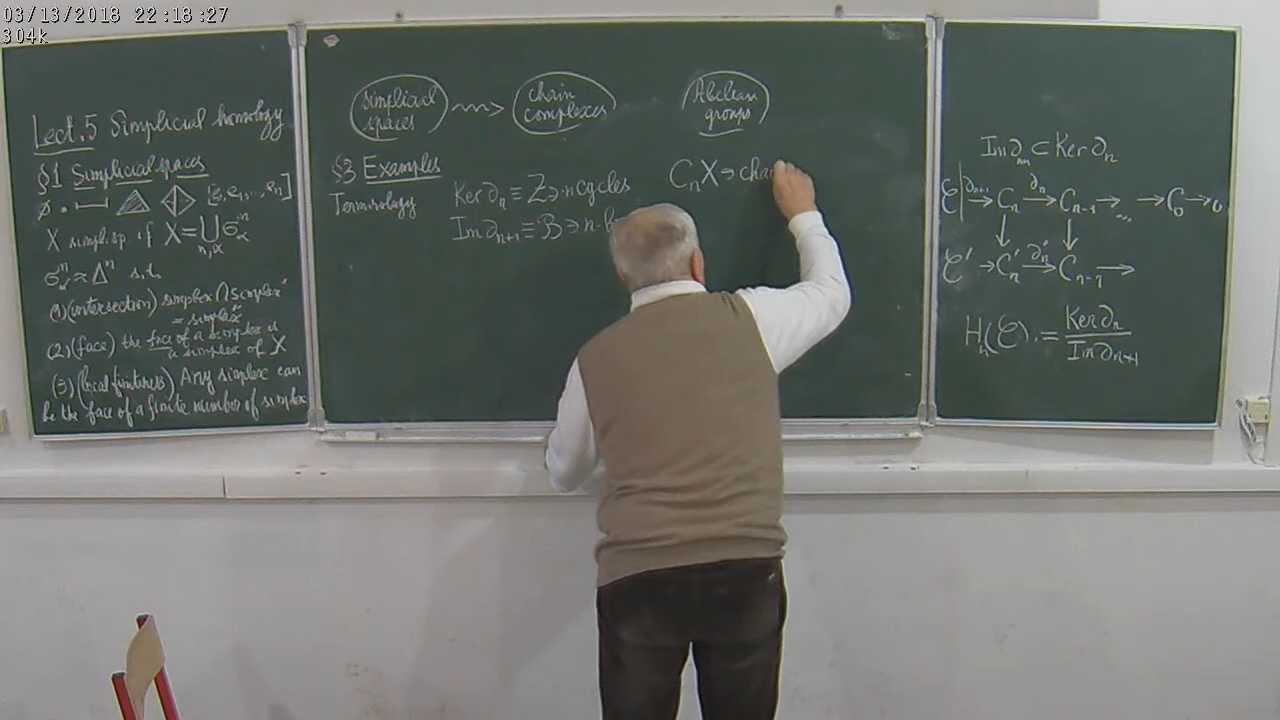 03/13/2018 22:18:27
304k
Lect.5 Simplicial homology
§1 Simplicial spaces
∅, [e₀, e₁, ..., eₙ]
X simpl. sp. if X = ⋃_{n,α} σ_α^n
σ_α^n ≈ Δ^n s.t.
(1) (intersection) simplex ∩ simplex'
= simplex
(2) (face) the face of a simplex is
a simplex of X
(3) (local finiteness) Any simplex can
be the face of a finite number of simplex
simplicial spaces ⇝ chain complexes
Abelean groups
§3 Examples
Terminology
Ker ∂ₙ ≡ Z ∋ n cycles
Im ∂ₙ₊₁ ≡ B ∋ n-b
CₙX ∋ cha
Im ∂ₙ₊₁ ⊂ Ker ∂ₙ
𝒞 | ∂ₙ₊₁ → Cₙ ∂ₙ → Cₙ₋₁ → ... → C₀ → 0
𝒞' → C'ₙ ∂'ₙ → C'ₙ₋₁ →
Hₙ(𝒞) := Ker ∂ₙ / Im ∂ₙ₊₁